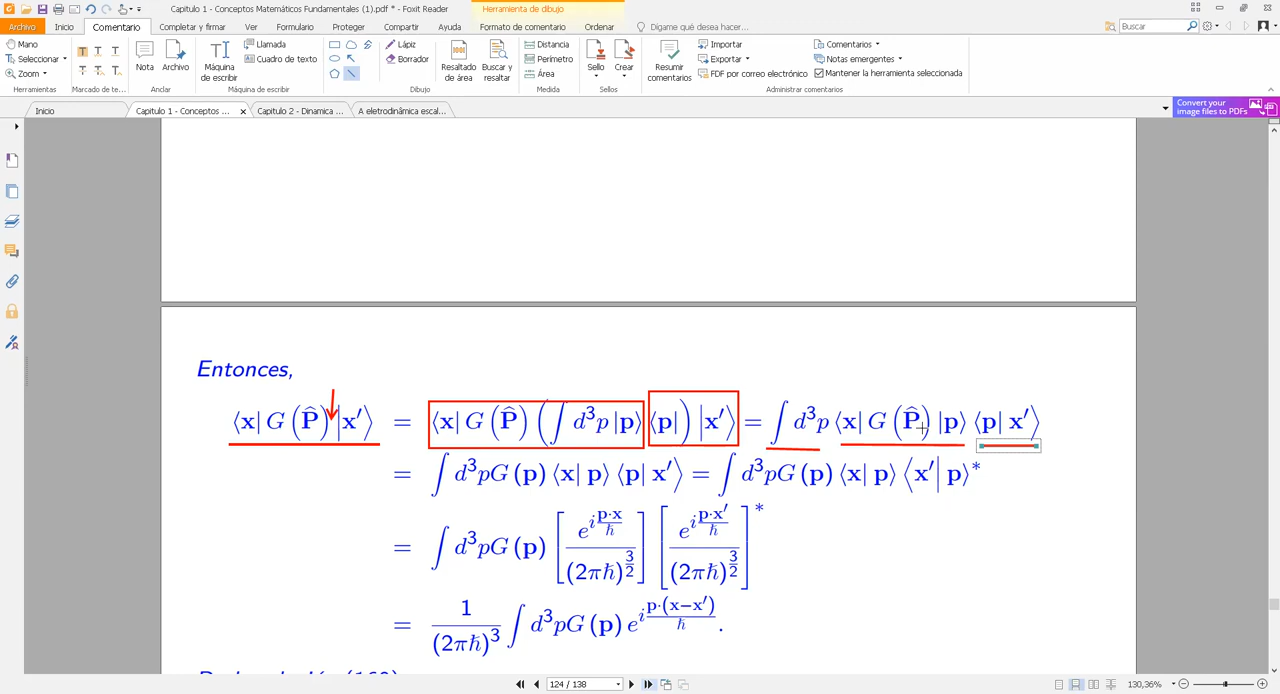 Capitulo 1 - Conceptos Matemáticos Fundamentales (1).pdf * - Foxit Reader
Herramienta de dibujo
Archivo Inicio Comentario Completar y firmar Ver Formulario Proteger Compartir Apariencia Ayuda Formato de comentario Ordenar Dígame qué desea hacer... Buscar
Mano
Seleccionar
Zoom
Herramientas
T T T
T T T
Marcado de te...
Nota
Archivo
Anclar
Máquina de escribir
Llamada
Cuadro de texto
Máquina de escribir
Lápiz
Borrador
Dibujo
Resaltado de área
Buscar y resaltar
Distancia
Perímetro
Área
Medida
Sello
Crear
Sellos
Resumir comentarios
Importar
Exportar
FDF por correo electrónico
Comentarios
Notas emergentes
Mantener la herramienta seleccionada
Administrar comentarios
Inicio
Capitulo 1 - Conceptos ...
Capitulo 2 - Dinamica ...
A eletrodinâmica escal...
Convert your image files to PDFs
Entonces,
⟨x| G (P̂) |x′⟩ = ⟨x| G (P̂) (∫ d³p |p⟩ ⟨p|) |x′⟩ = ∫ d³p ⟨x| G (P̂) |p⟩ ⟨p| x′⟩
= ∫ d³pG (p) ⟨x| p⟩ ⟨p| x′⟩ = ∫ d³pG (p) ⟨x| p⟩ ⟨x′| p⟩*
= ∫ d³pG (p) [e^{i p·x/ħ} / (2πħ)^{3/2}] [e^{i p·x′/ħ} / (2πħ)^{3/2}]*
= 1/(2πħ)³ ∫ d³pG (p) e^{i p·(x−x′)/ħ}.
124 / 138
130,36%